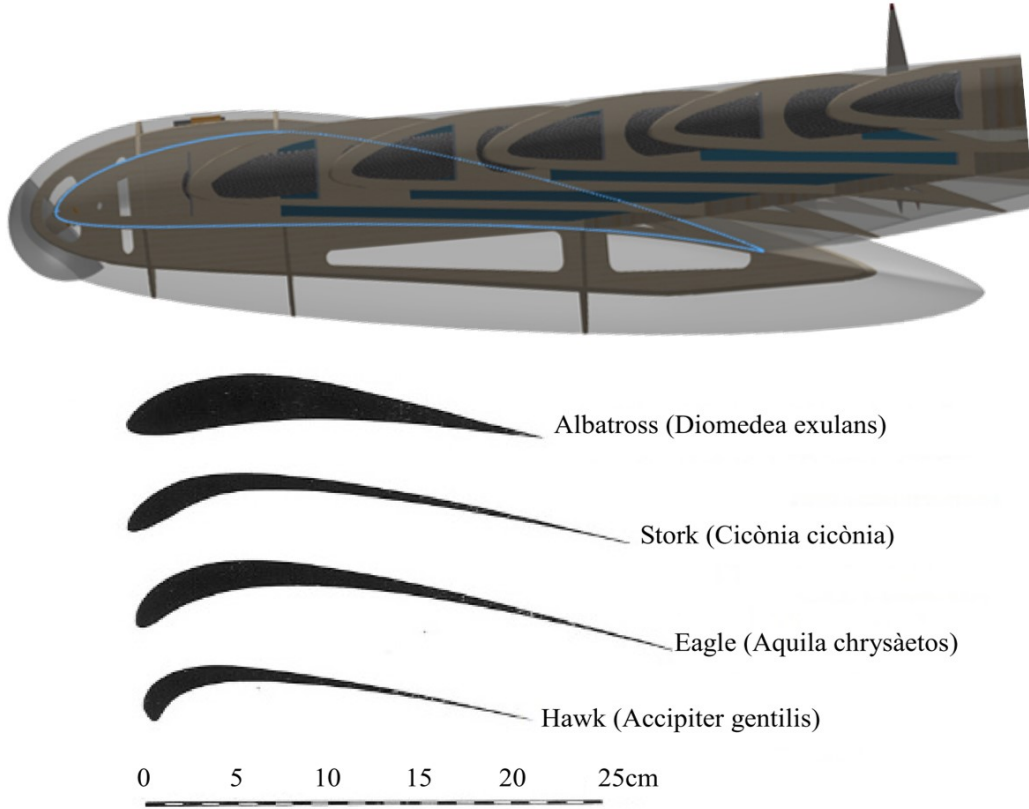 Albatross (Diomedea exulans)
Stork (Cicònia cicònia)
Eagle (Aquila chrysàetos)
Hawk (Accipiter gentilis)
0 5 10 15 20 25cm